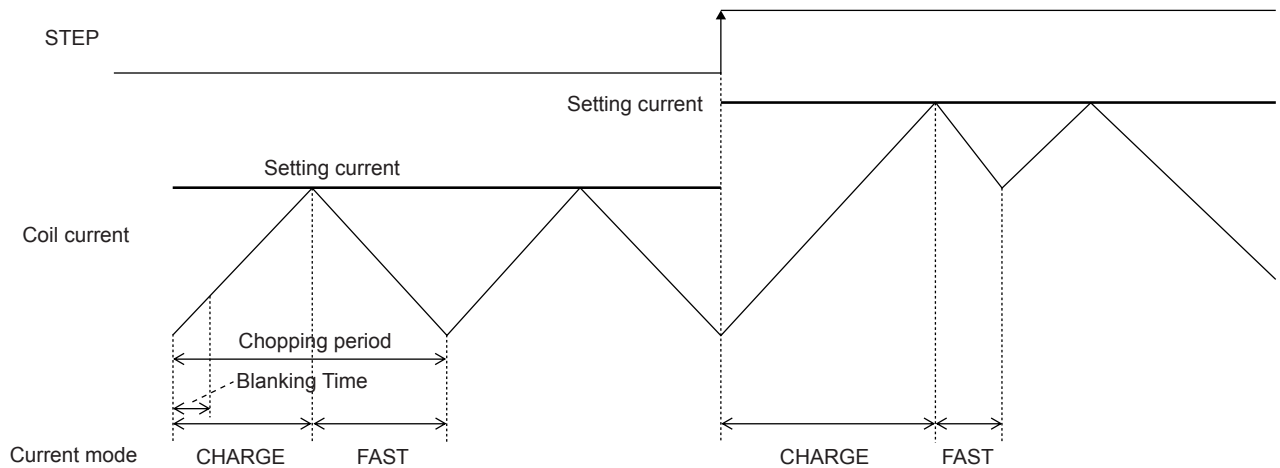 STEP
Setting current
Setting current
Coil current
Chopping period
Blanking Time
Current mode
CHARGE
FAST
CHARGE
FAST